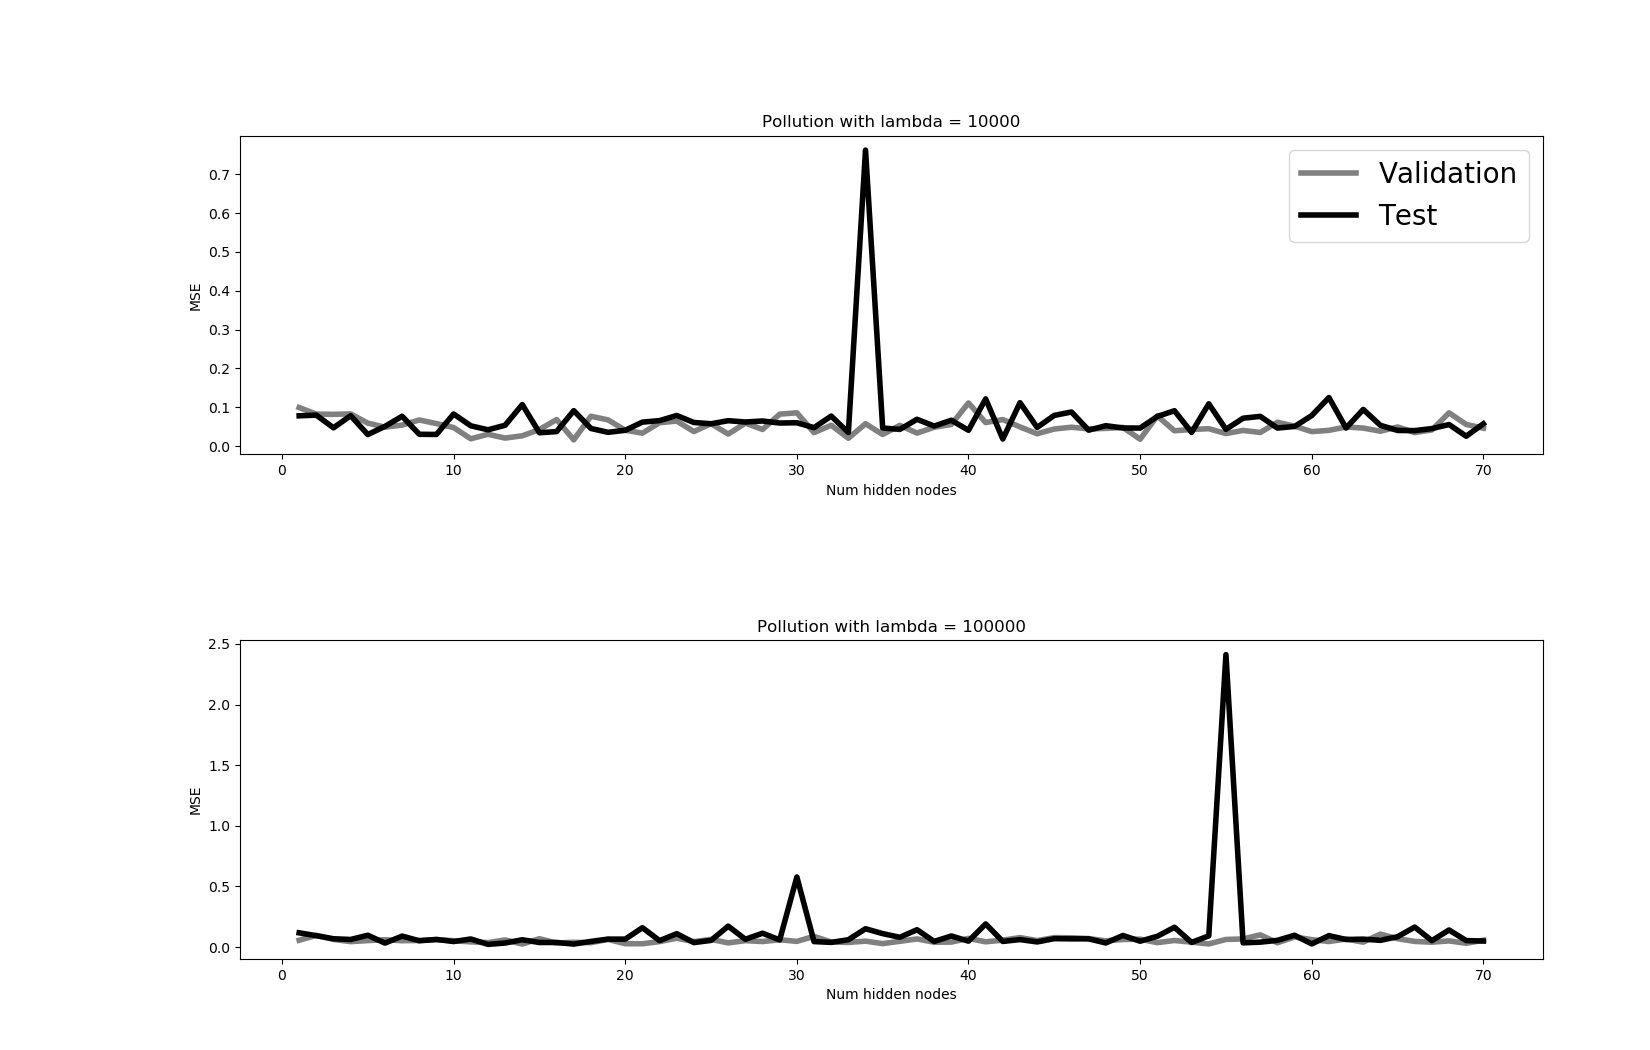 Pollution with lambda = 10000
0.7
0.6
0.5
0.4
0.3
0.2
0.1
0.0
MSE
Validation
Test
0 10 20 30 40 50 60 70
Num hidden nodes
Pollution with lambda = 100000
2.5
2.0
1.5
1.0
0.5
0.0
MSE
0 10 20 30 40 50 60 70
Num hidden nodes